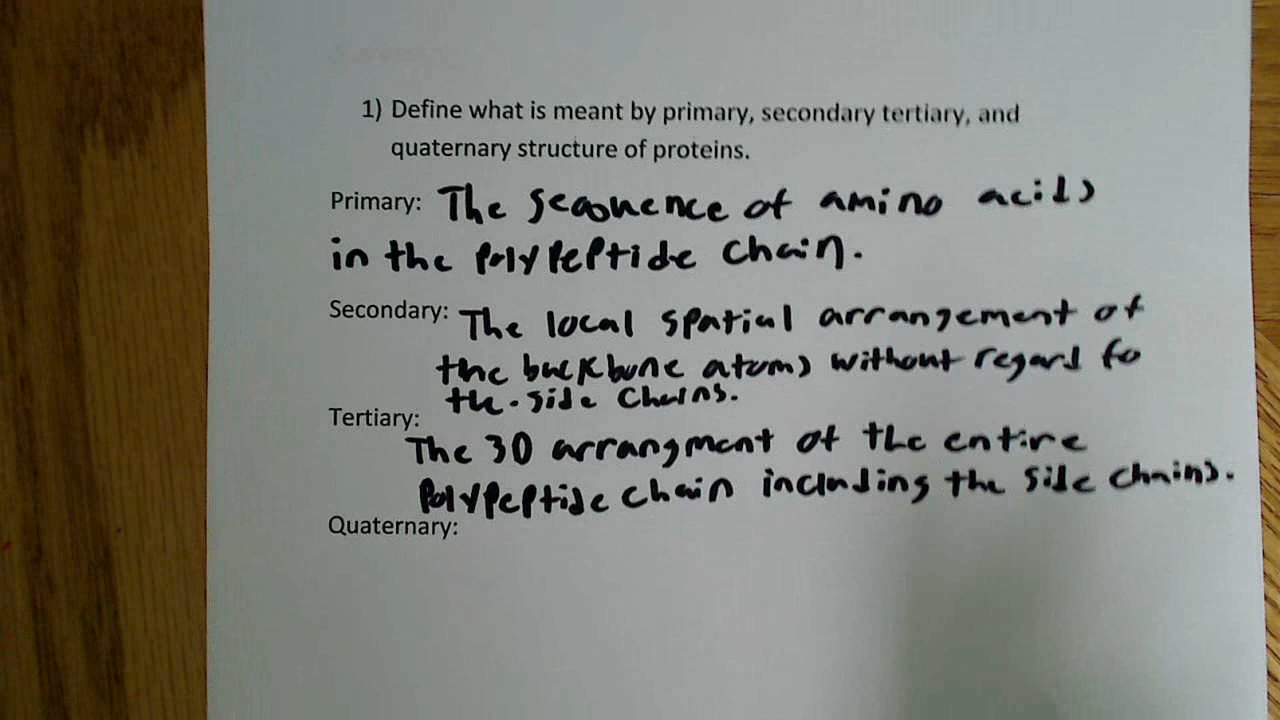 1) Define what is meant by primary, secondary tertiary, and
quaternary structure of proteins.
Primary: The seqouence of amino acids
in the polypeptide chain.
Secondary: The local spatial arrangement of
the backbone atoms without regard to
the side chains.
Tertiary:
The 3D arrangment of the entire
polypeptide chain including the side chains.
Quaternary: